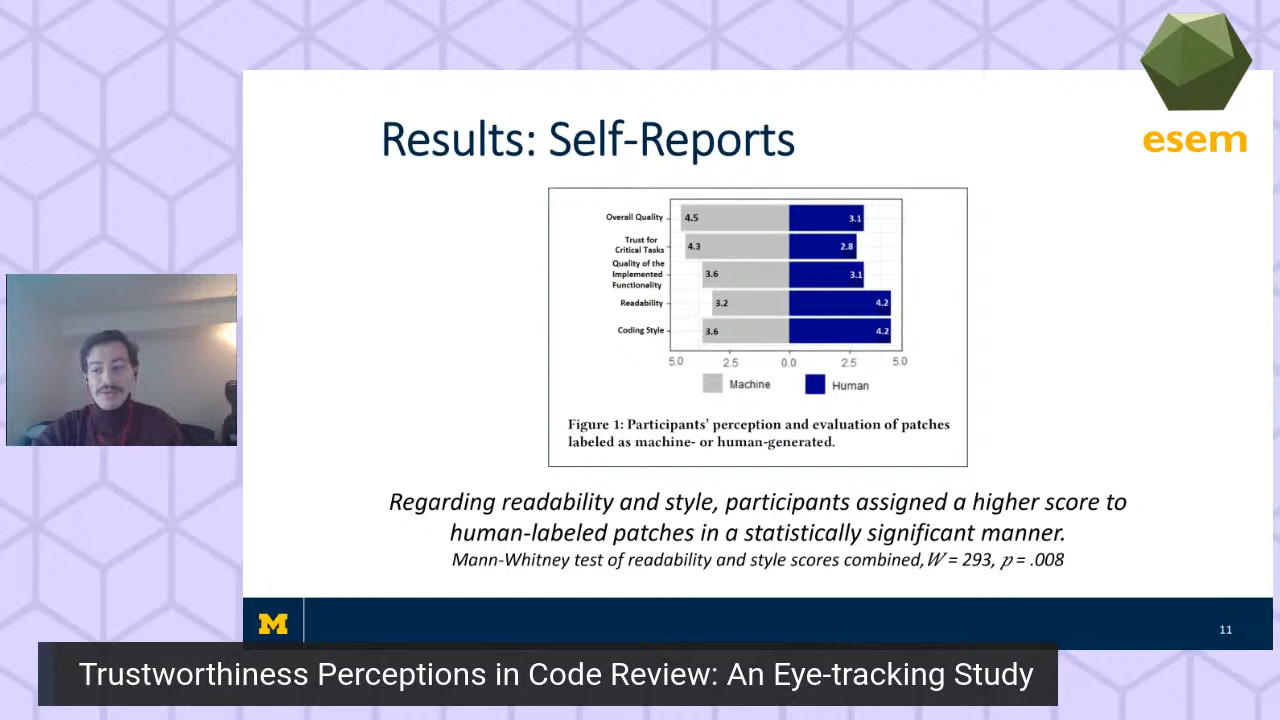 esem
Results: Self-Reports
Overall Quality
4.5
3.1
Trust for
Critical Tasks
4.3
2.8
Quality of the
Implemented
Functionality
3.6
3.1
Readability
3.2
4.2
Coding Style
3.6
4.2
5.0 2.5 0.0 2.5 5.0
Machine Human
Figure 1: Participants' perception and evaluation of patches
labeled as machine- or human-generated.
Regarding readability and style, participants assigned a higher score to
human-labeled patches in a statistically significant manner.
Mann-Whitney test of readability and style scores combined, W = 293, p = .008
M
11
Trustworthiness Perceptions in Code Review: An Eye-tracking Study